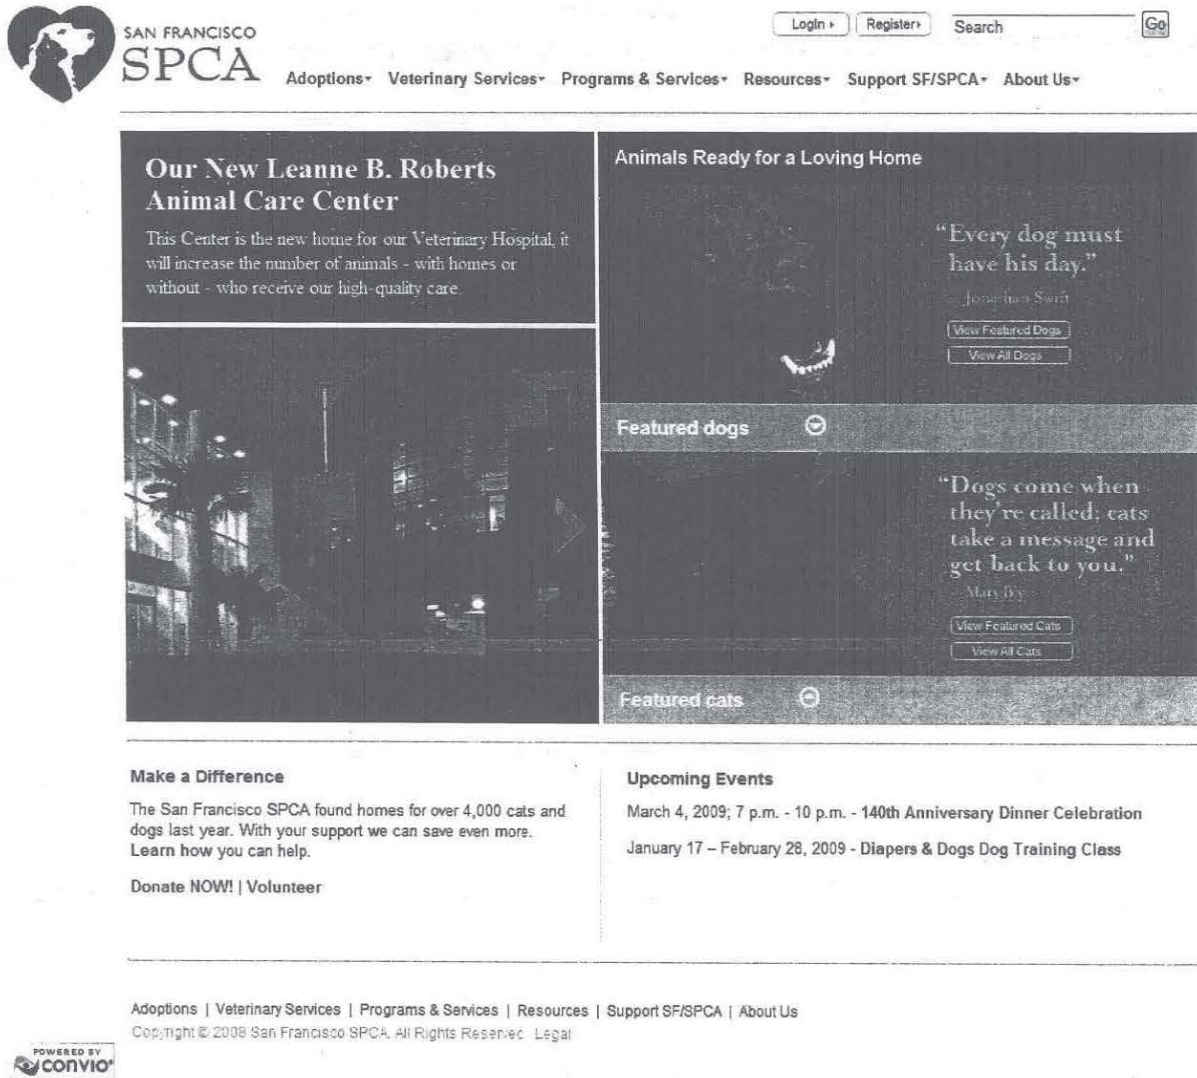 SAN FRANCISCO
SPCA
LogIn
Register
Search
Go
Adoptions Veterinary Services Programs & Services Resources Support SF/SPCA About Us
Our New Leanne B. Roberts
Animal Care Center
This Center is the new home for our Veterinary Hospital, it
will increase the number of animals - with homes or
without - who receive our high-quality care.
Animals Ready for a Loving Home
“Every dog must
have his day.”
Jonathan Swift
View Featured Dogs
View All Dogs
Featured dogs
“Dogs come when
they're called; cats
take a message and
get back to you.”
Mary Bly
View Featured Cats
View All Cats
Featured cats
Make a Difference
The San Francisco SPCA found homes for over 4,000 cats and
dogs last year. With your support we can save even more.
Learn how you can help.
Donate NOW! | Volunteer
Upcoming Events
March 4, 2009; 7 p.m. - 10 p.m. - 140th Anniversary Dinner Celebration
January 17 – February 28, 2009 - Diapers & Dogs Dog Training Class
Adoptions | Veterinary Services | Programs & Services | Resources | Support SF/SPCA | About Us
Copyright © 2008 San Francisco SPCA. All Rights Reserved Legal
POWERED BY
convio